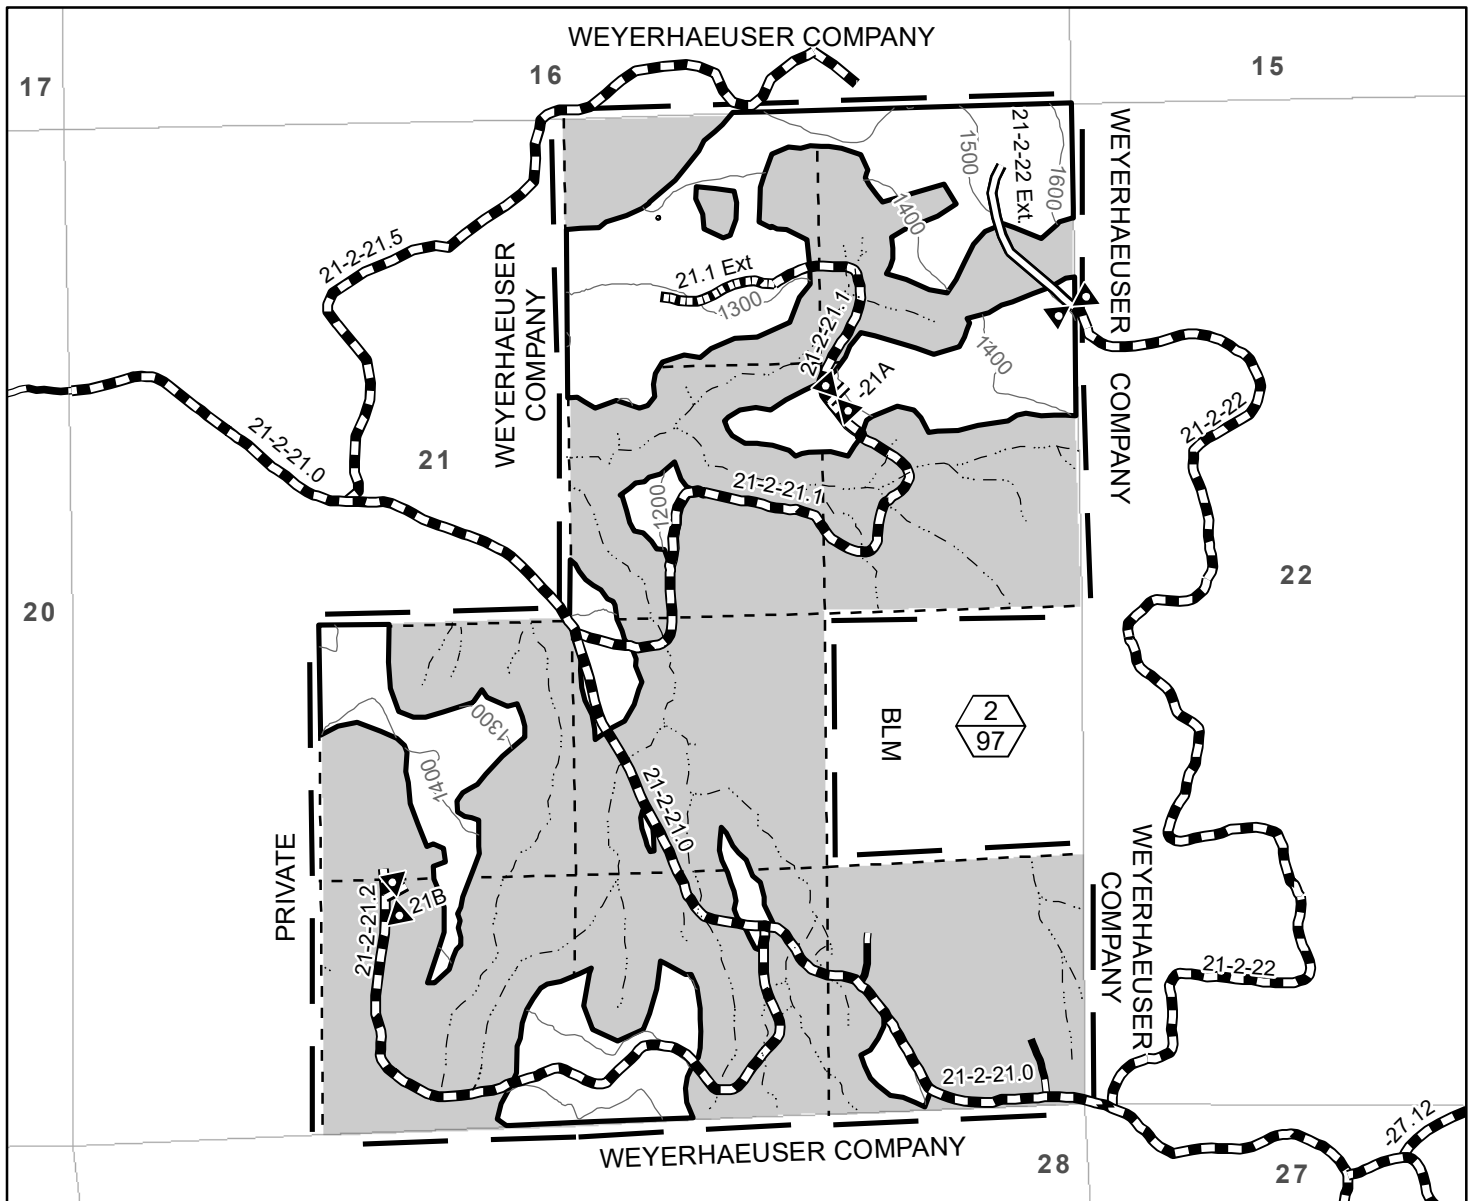 WEYERHAEUSER COMPANY
17
16
15
21-2-22 Ext.
1500
1600
WEYERHAEUSER
COMPANY
1400
21-2-21.5
WEYERHAEUSER
COMPANY
21.1 Ext
1300
21-2-21.1
-21A
1400
21-2-22
21-2-21.0
21
21-2-21.1
1200
20
22
BLM
2
97
1300
1400
21-2-21.0
PRIVATE
WEYERHAEUSER
COMPANY
21B
21-2-21.2
21-2-22
21-2-21.0
-27.12
WEYERHAEUSER COMPANY
28
27